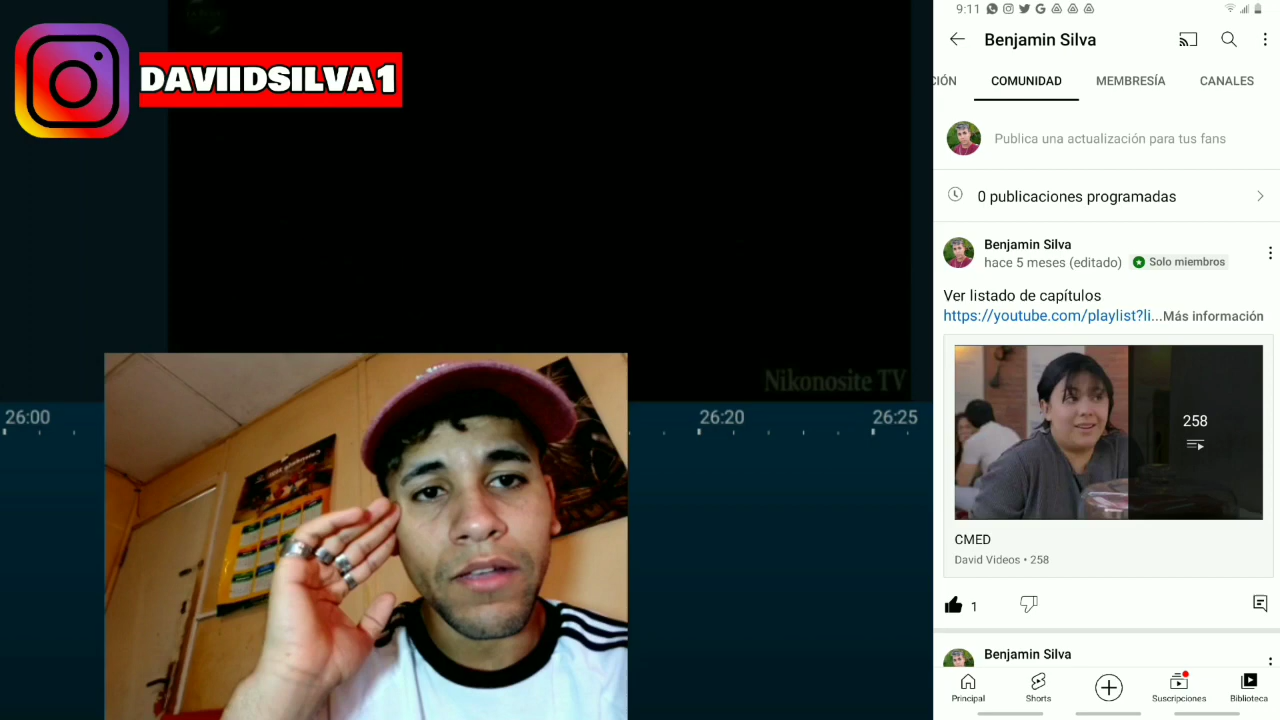 DAVIIDSILVA1
Nikonosite TV
26:00
26:20
26:25
9:11
Benjamin Silva
CIÓN COMUNIDAD MEMBRESÍA CANALES
Publica una actualización para tus fans
0 publicaciones programadas
Benjamin Silva
hace 5 meses (editado) Solo miembros
Ver listado de capítulos
https://youtube.com/playlist?li...Más información
258
CMED
David Videos • 258
1
Benjamin Silva
Principal Shorts Suscripciones Biblioteca